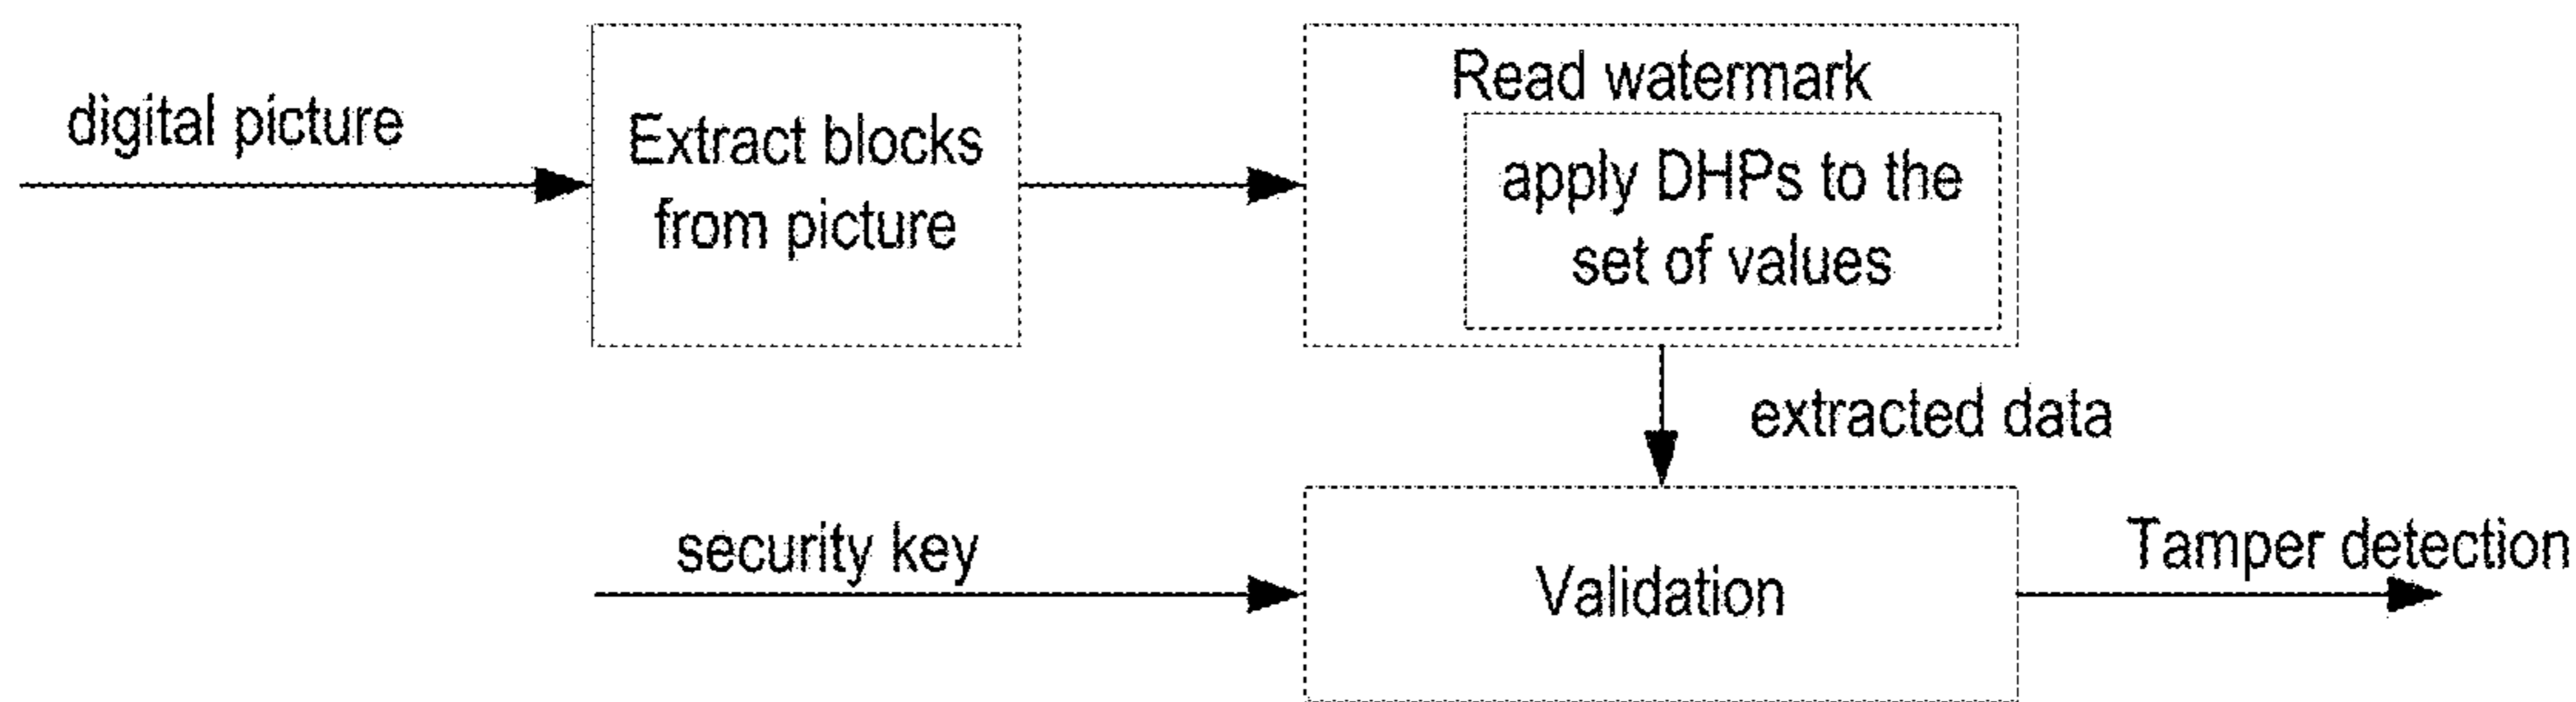 digital picture
Extract blocks
from picture
Read watermark
apply DHPs to the
set of values
extracted data
security key
Validation
Tamper detection